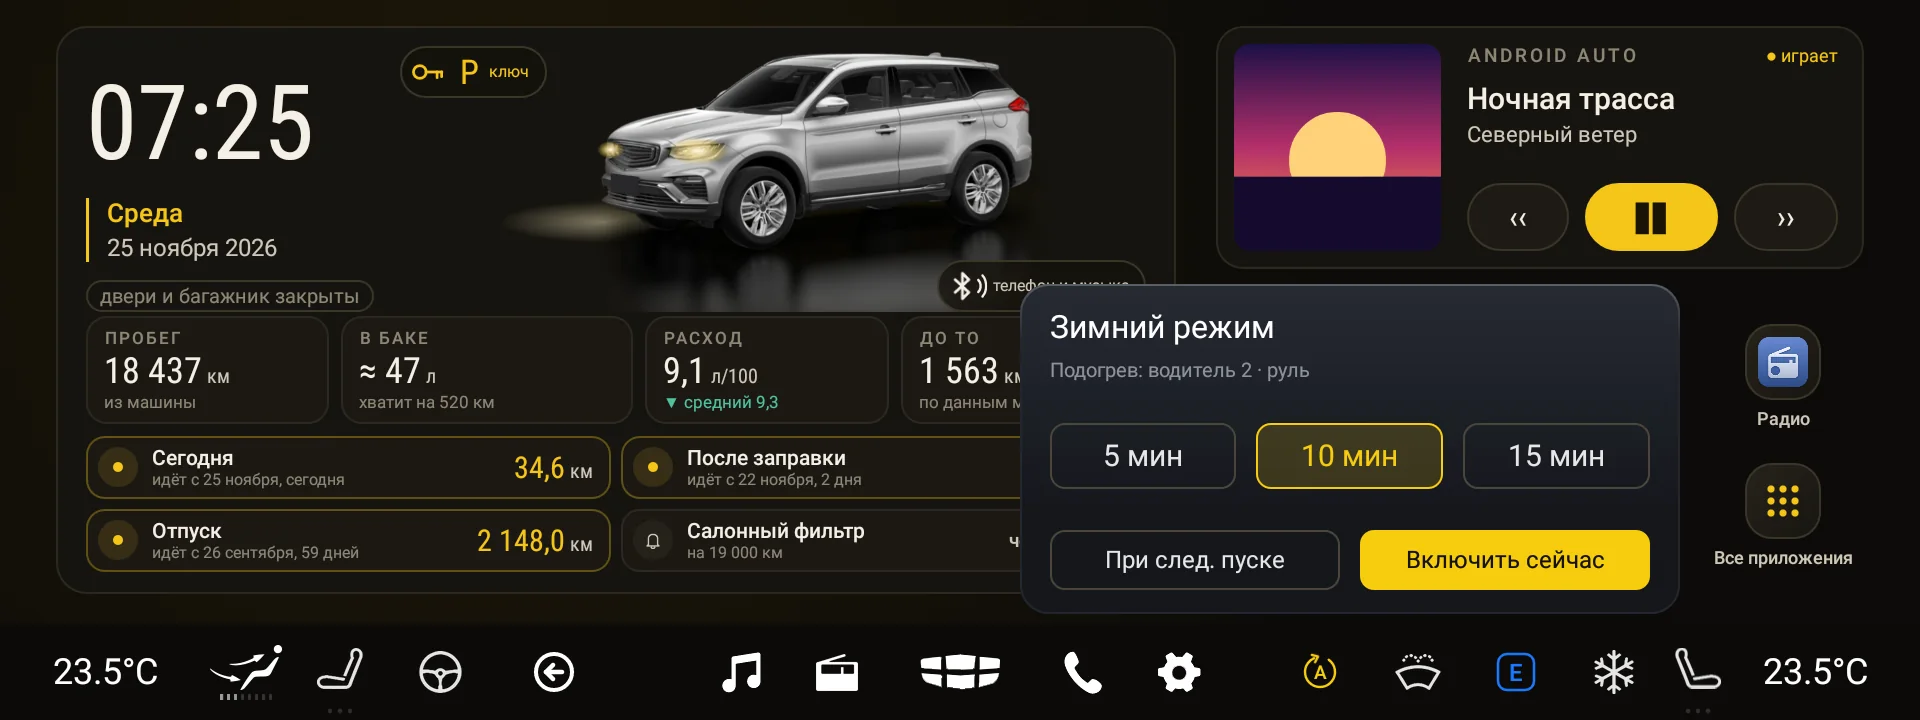 07:25
P ключ
Среда
25 ноября 2026
двери и багажник закрыты
телефон и музыка
ПРОБЕГ
18 437 км
из машины
В БАКЕ
≈ 47 л
хватит на 520 км
РАСХОД
9,1 л/100
▼ средний 9,3
ДО ТО
1 563
по данным
Сегодня
идёт с 25 ноября, сегодня
34,6 км
После заправки
идёт с 22 ноября, 2 дня
Отпуск
идёт с 26 сентября, 59 дней
2 148,0 км
Салонный фильтр
на 19 000 км
ANDROID AUTO
играет
Ночная трасса
Северный ветер
‹‹
››
Зимний режим
Подогрев: водитель 2 · руль
5 мин
10 мин
15 мин
При след. пуске
Включить сейчас
Радио
Все приложения
23.5°C
A
E
23.5°C